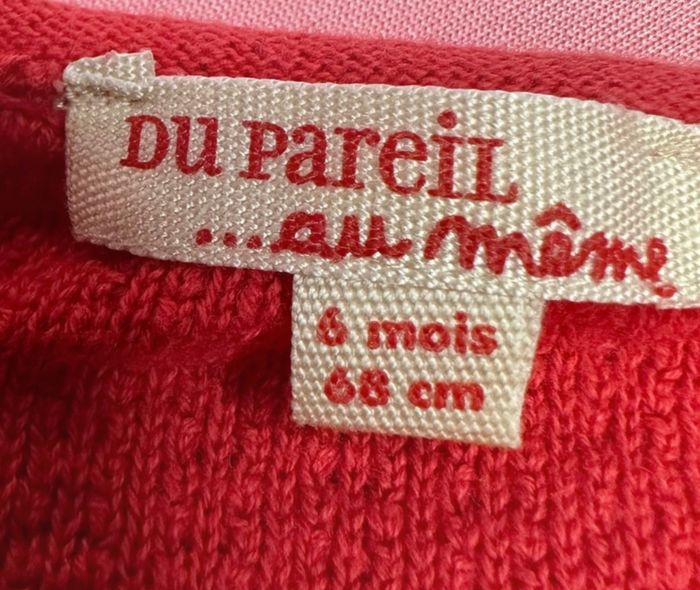 DU PAREIL
...au même
6 mois
68 cm